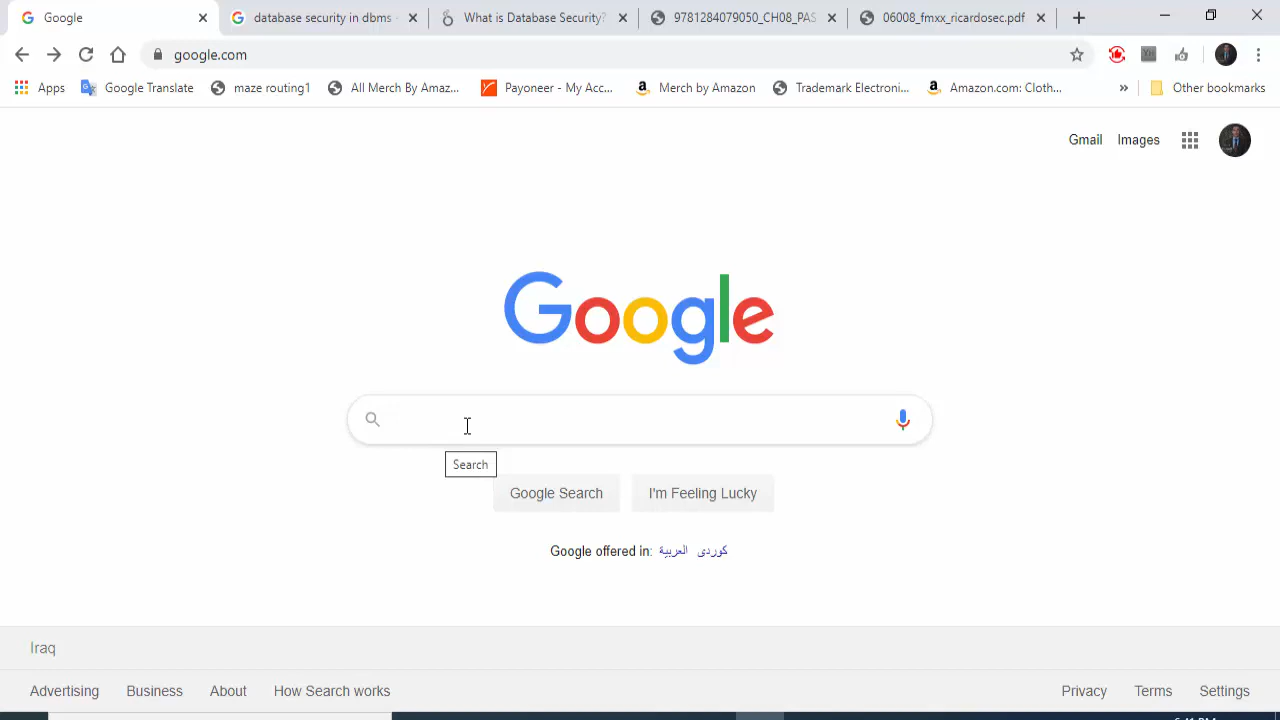 Google
database security in dbms
What is Database Security?
9781284079050_CH08_PAS
06008_fmxx_ricardosec.pdf
google.com
Apps
Google Translate
maze routing1
All Merch By Amaz...
Payoneer - My Acc...
Merch by Amazon
Trademark Electroni...
Amazon.com: Cloth...
»
Other bookmarks
Gmail
Images
Google
Search
Google Search
I'm Feeling Lucky
Google offered in: العربية كوردی
Iraq
Advertising
Business
About
How Search works
Privacy
Terms
Settings